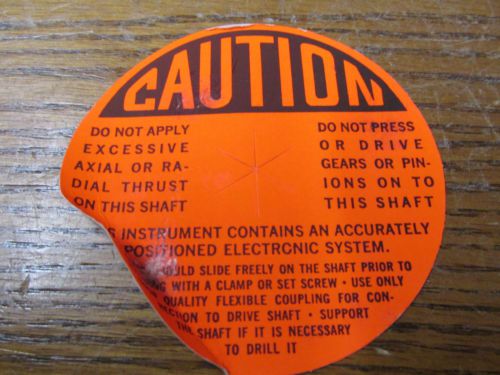 CAUTION
DO NOT APPLY
EXCESSIVE
AXIAL OR RA-
DIAL THRUST
ON THIS SHAFT
DO NOT PRESS
OR DRIVE
GEARS OR PIN-
IONS ON TO
THIS SHAFT
INSTRUMENT CONTAINS AN ACCURATELY
POSITIONED ELECTRONIC SYSTEM.
SLIDE FREELY ON THE SHAFT PRIOR TO
WITH A CLAMP OR SET SCREW • USE ONLY
QUALITY FLEXIBLE COUPLING FOR CON-
TO DRIVE SHAFT • SUPPORT
THE SHAFT IF IT IS NECESSARY
TO DRILL IT